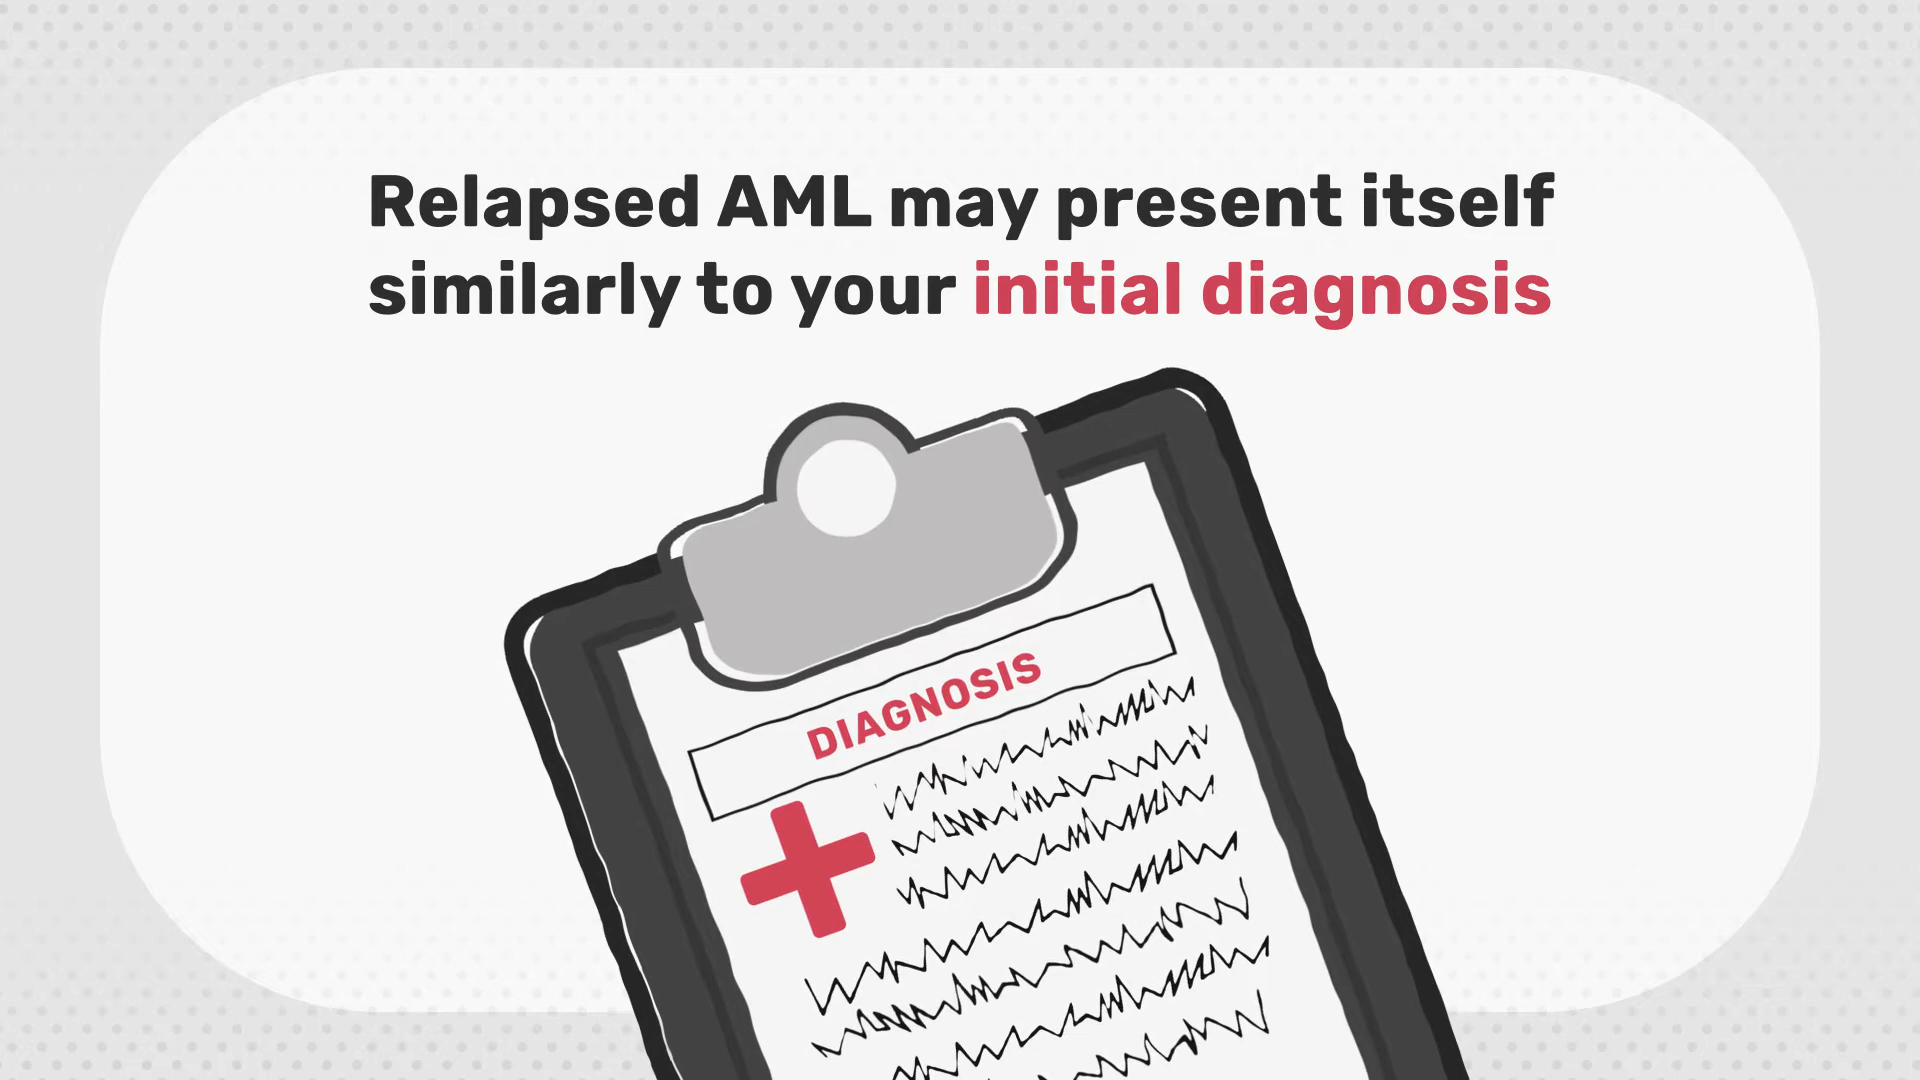 Relapsed AML may present itself
similarly to your initial diagnosis
DIAGNOSIS